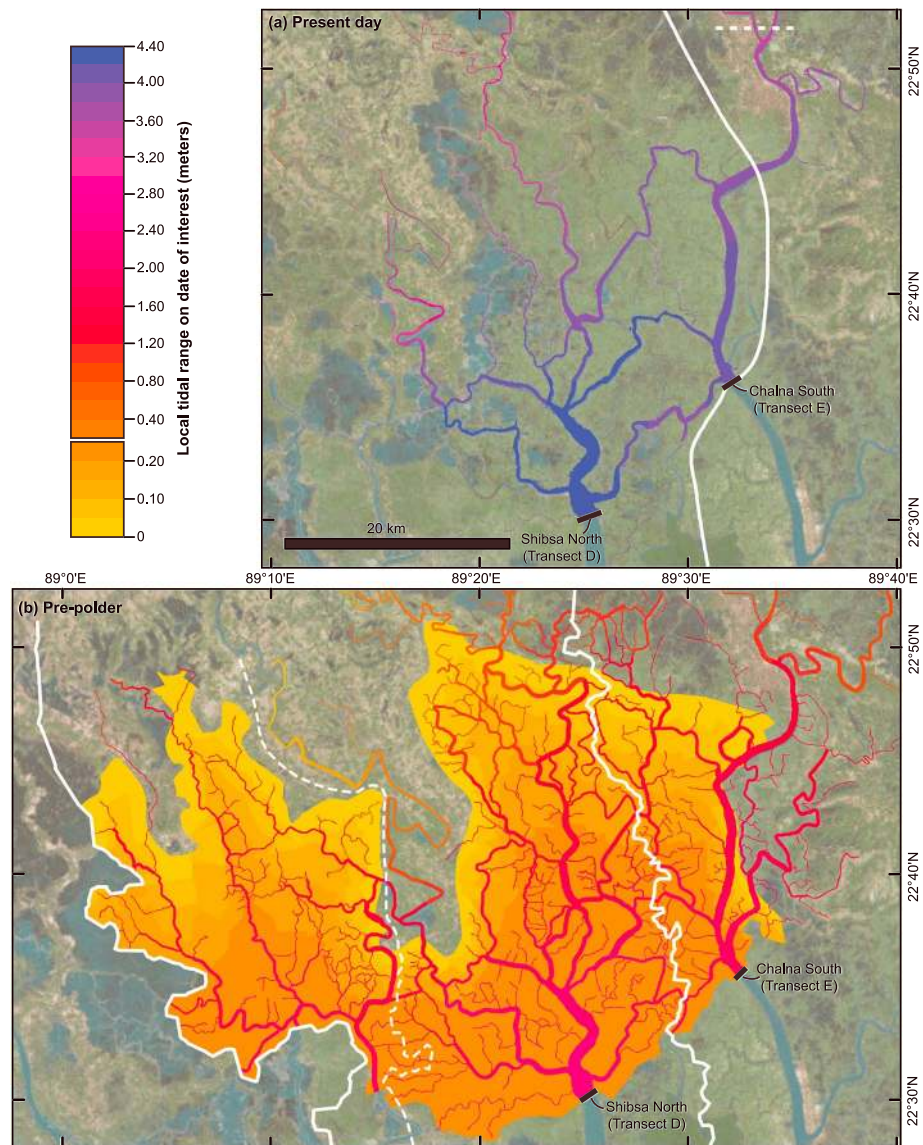 (a) Present day
4.40
4.00
3.60
3.20
2.80
2.40
2.00
1.60
1.20
0.80
0.40
0.20
0.10
0
Local tidal range on date of interest (meters)
22°50'N
22°40'N
22°30'N
Chalna South
(Transect E)
Shibsa North
(Transect D)
20 km
89°0'E
89°10'E
89°20'E
89°30'E
89°40'E
(b) Pre-polder
22°50'N
22°40'N
22°30'N
Chalna South
(Transect E)
Shibsa North
(Transect D)